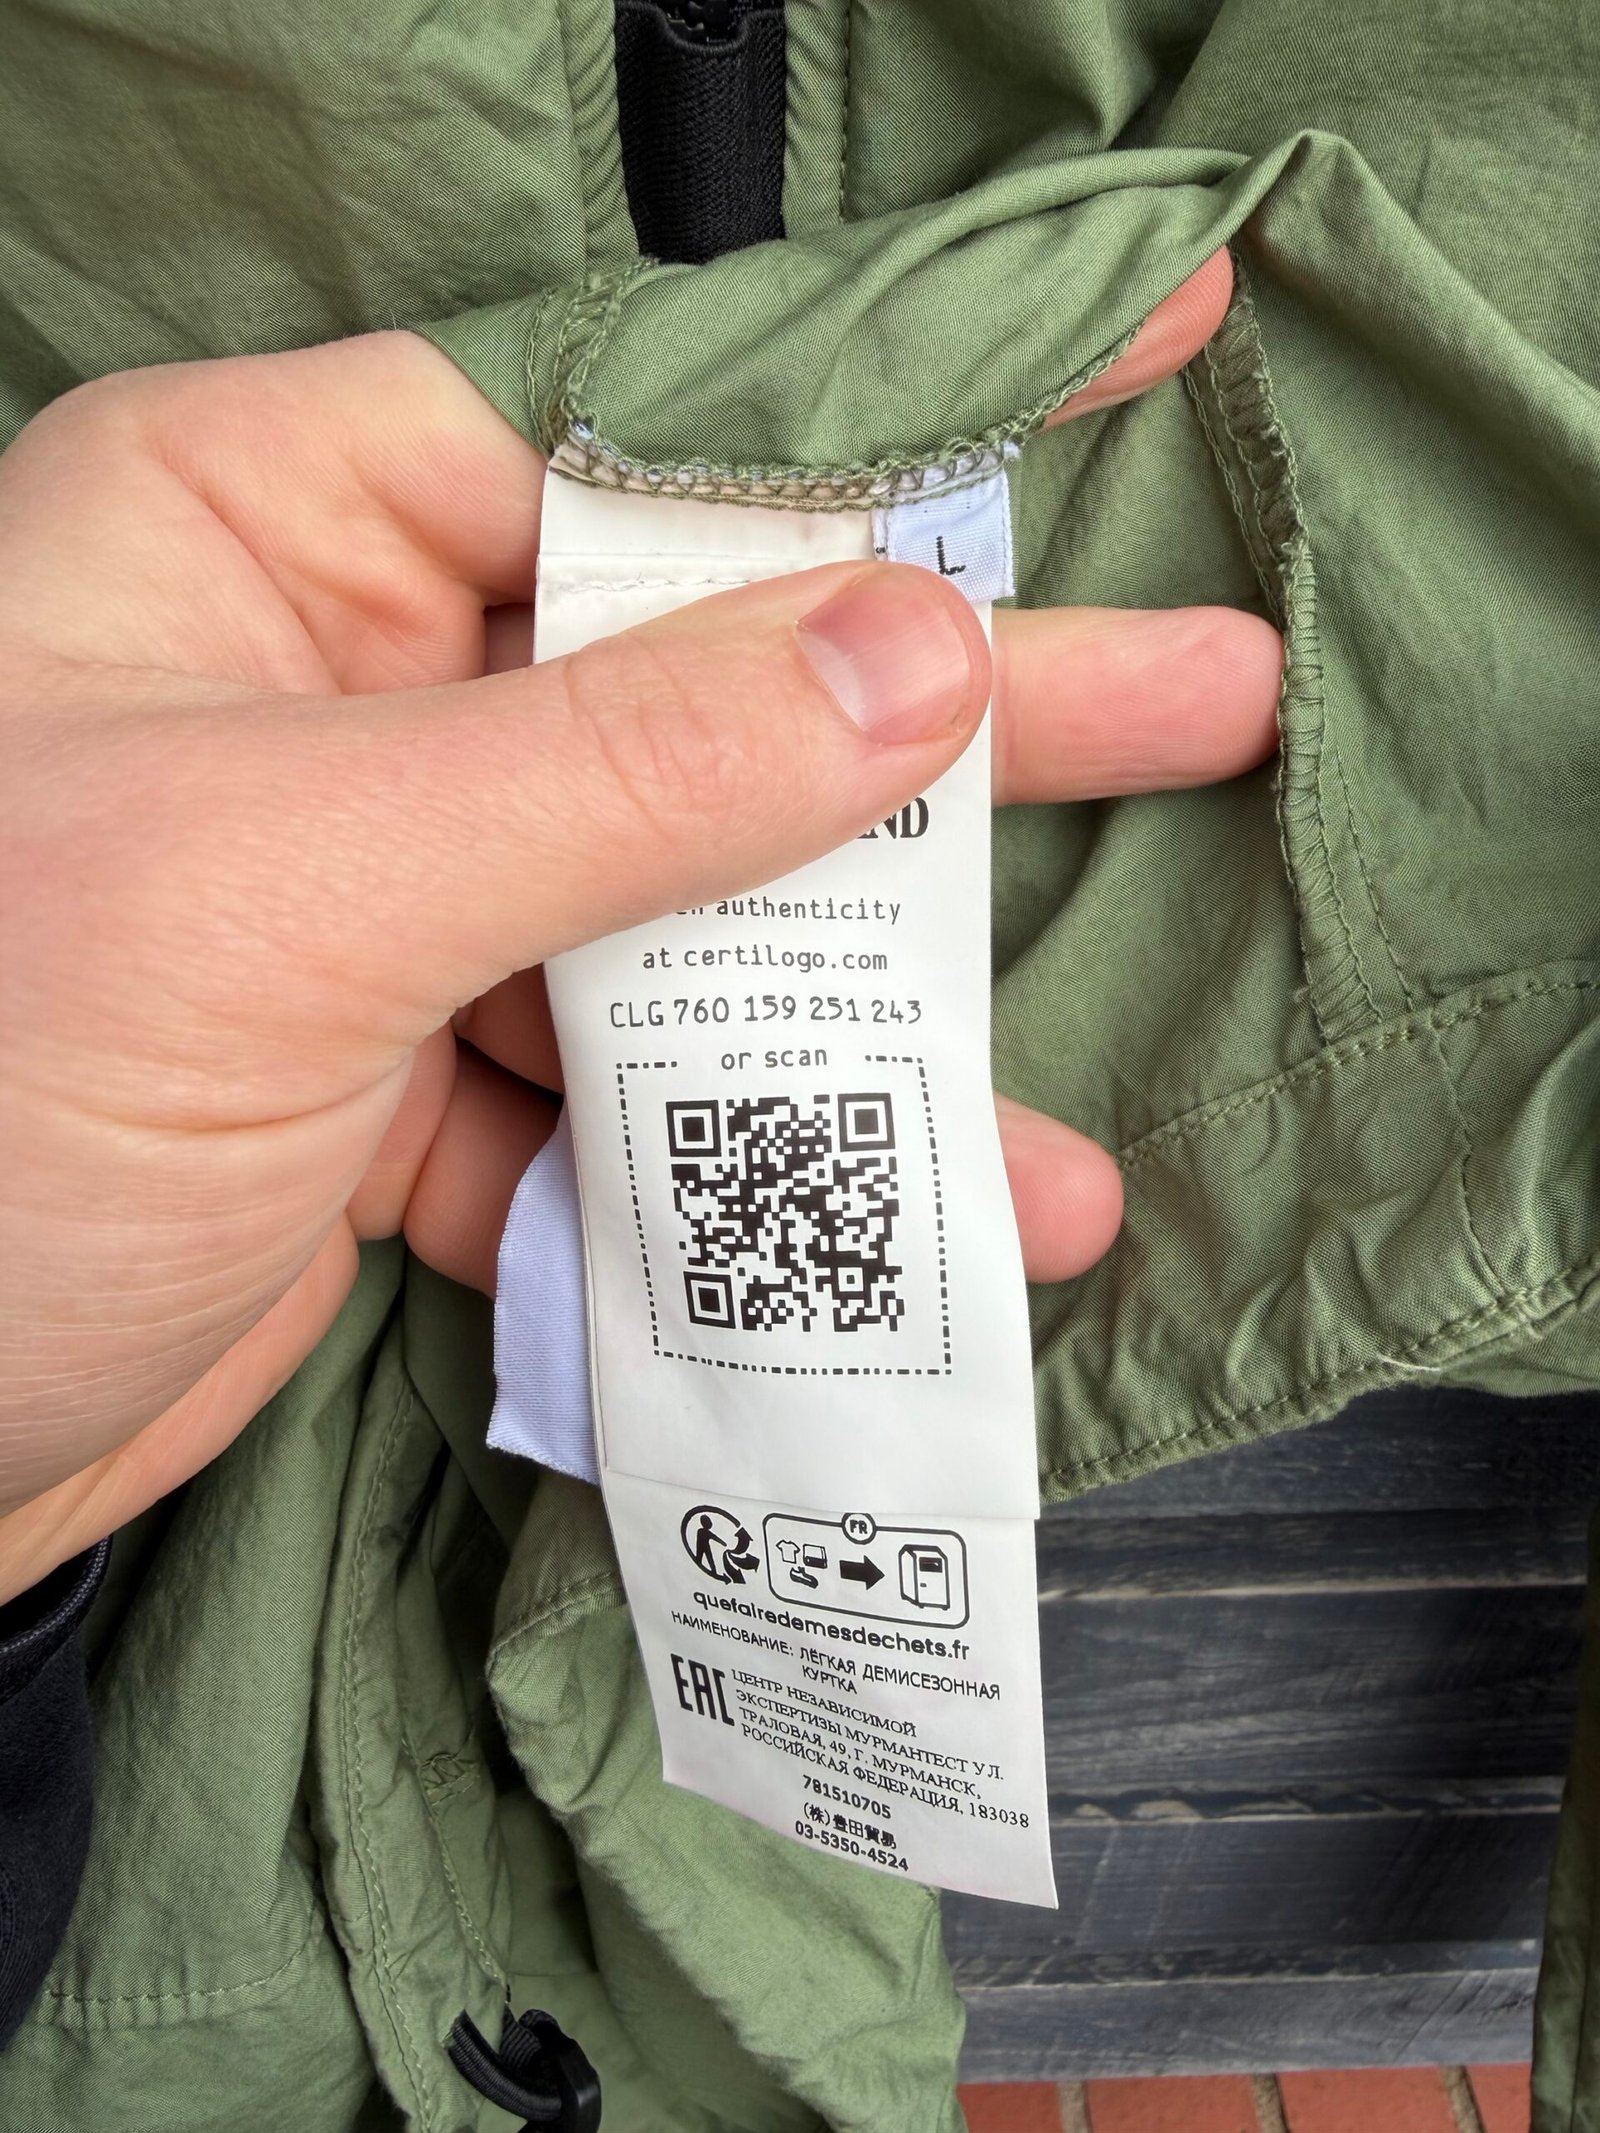 L
AND
authenticity
at certilogo.com
CLG 760 159 251 243
or scan
FR
quefairedemesdechets.fr
НАИМЕНОВАНИЕ: ЛЁГКАЯ ДЕМИСЕЗОННАЯ
КУРТКА
EAC
ЦЕНТР НЕЗАВИСИМОЙ
ЭКСПЕРТИЗЫ МУРМАНТЕСТ УЛ.
ТРАЛОВАЯ, 49, Г. МУРМАНСК,
РОССИЙСКАЯ ФЕДЕРАЦИЯ, 183038
781510705
(株)豊田貿易
03-5350-4524